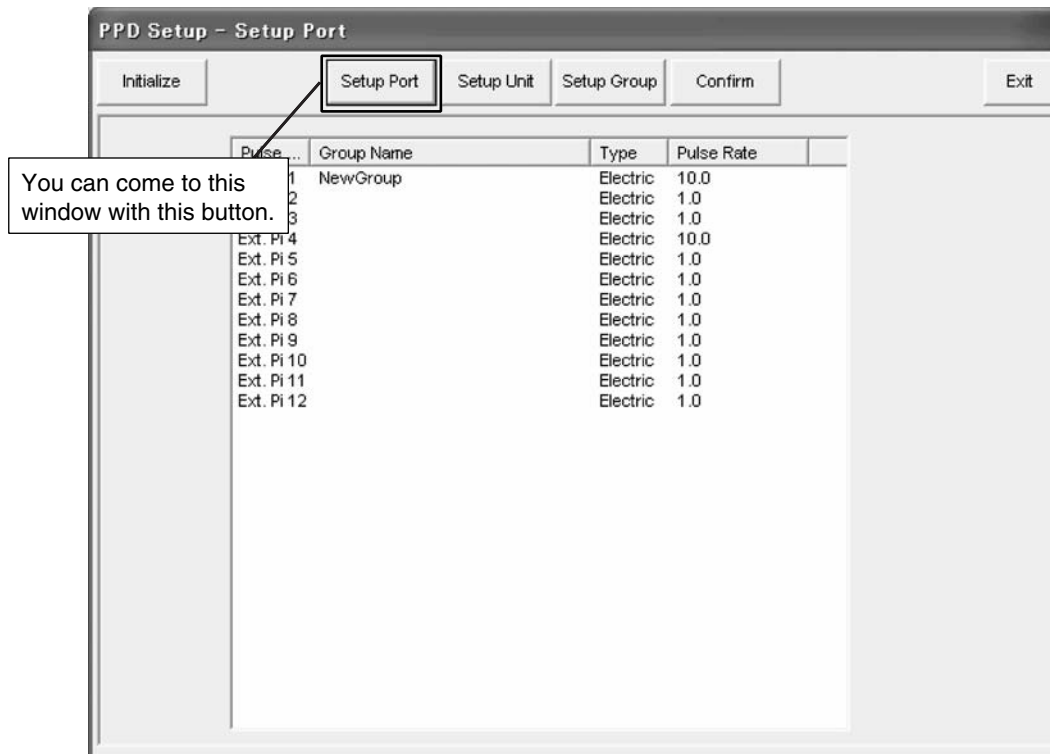 PPD Setup - Setup Port
Initialize Setup Port Setup Unit Setup Group Confirm Exit
Pulse ... Group Name Type Pulse Rate
You can come to this
window with this button.
1 NewGroup Electric 10.0
2 Electric 1.0
3 Electric 1.0
Ext. Pi 4 Electric 10.0
Ext. Pi 5 Electric 1.0
Ext. Pi 6 Electric 1.0
Ext. Pi 7 Electric 1.0
Ext. Pi 8 Electric 1.0
Ext. Pi 9 Electric 1.0
Ext. Pi 10 Electric 1.0
Ext. Pi 11 Electric 1.0
Ext. Pi 12 Electric 1.0